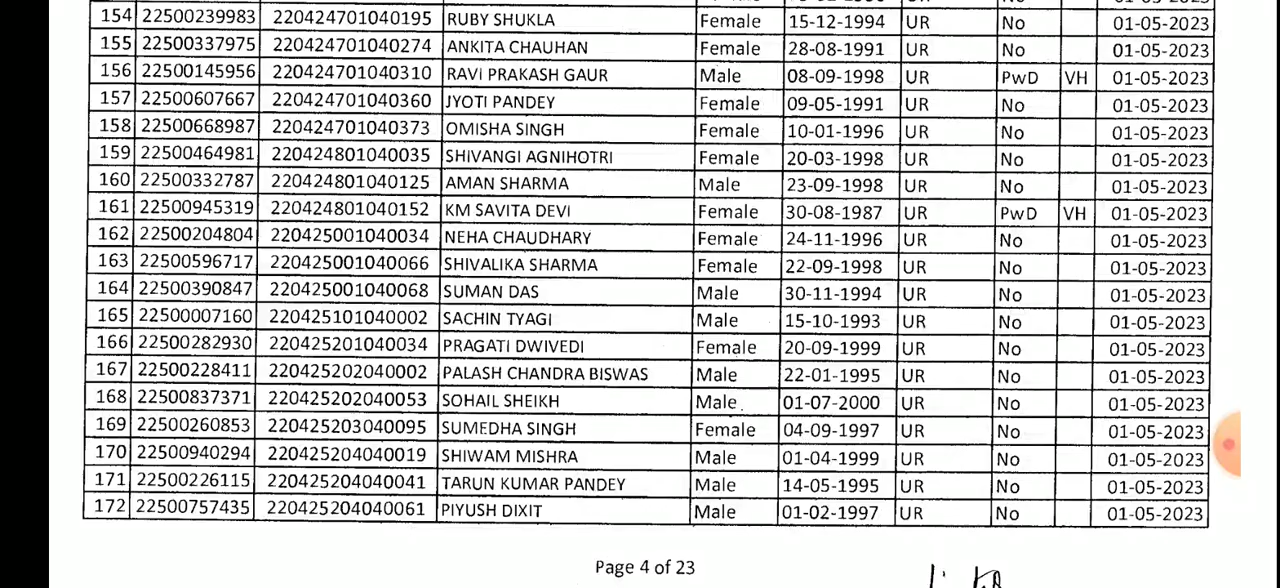 154 22500239983 220424701040195 RUBY SHUKLA Female 15-12-1994 UR No 01-05-2023
155 22500337975 220424701040274 ANKITA CHAUHAN Female 28-08-1991 UR No 01-05-2023
156 22500145956 220424701040310 RAVI PRAKASH GAUR Male 08-09-1998 UR PwD VH 01-05-2023
157 22500607667 220424701040360 JYOTI PANDEY Female 09-05-1991 UR No 01-05-2023
158 22500668987 220424701040373 OMISHA SINGH Female 10-01-1996 UR No 01-05-2023
159 22500464981 220424801040035 SHIVANGI AGNIHOTRI Female 20-03-1998 UR No 01-05-2023
160 22500332787 220424801040125 AMAN SHARMA Male 23-09-1998 UR No 01-05-2023
161 22500945319 220424801040152 KM SAVITA DEVI Female 30-08-1987 UR PwD VH 01-05-2023
162 22500204804 220425001040034 NEHA CHAUDHARY Female 24-11-1996 UR No 01-05-2023
163 22500596717 220425001040066 SHIVALIKA SHARMA Female 22-09-1998 UR No 01-05-2023
164 22500390847 220425001040068 SUMAN DAS Male 30-11-1994 UR No 01-05-2023
165 22500007160 220425101040002 SACHIN TYAGI Male 15-10-1993 UR No 01-05-2023
166 22500282930 220425201040034 PRAGATI DWIVEDI Female 20-09-1999 UR No 01-05-2023
167 22500228411 220425202040002 PALASH CHANDRA BISWAS Male 22-01-1995 UR No 01-05-2023
168 22500837371 220425202040053 SOHAIL SHEIKH Male 01-07-2000 UR No 01-05-2023
169 22500260853 220425203040095 SUMEDHA SINGH Female 04-09-1997 UR No 01-05-2023
170 22500940294 220425204040019 SHIWAM MISHRA Male 01-04-1999 UR No 01-05-2023
171 22500226115 220425204040041 TARUN KUMAR PANDEY Male 14-05-1995 UR No 01-05-2023
172 22500757435 220425204040061 PIYUSH DIXIT Male 01-02-1997 UR No 01-05-2023
Page 4 of 23